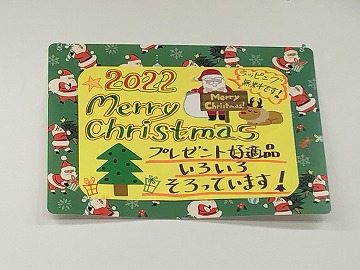 2022
Merry
Christmas
Merry
Christmas!
ラッピング
無料です!
プレゼント好適品
いろいろ
そろっています!